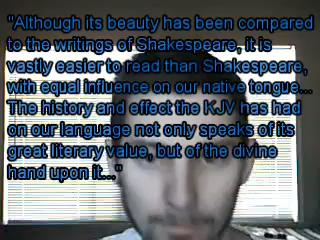 "Although its beauty has been compared
to the writings of Shakespeare, it is
vastly easier to read than Shakespeare,
with equal influence on our native tongue...
The history and effect the KJV has had
on our language not only speaks of its
great literary value, but of the divine
hand upon it..."